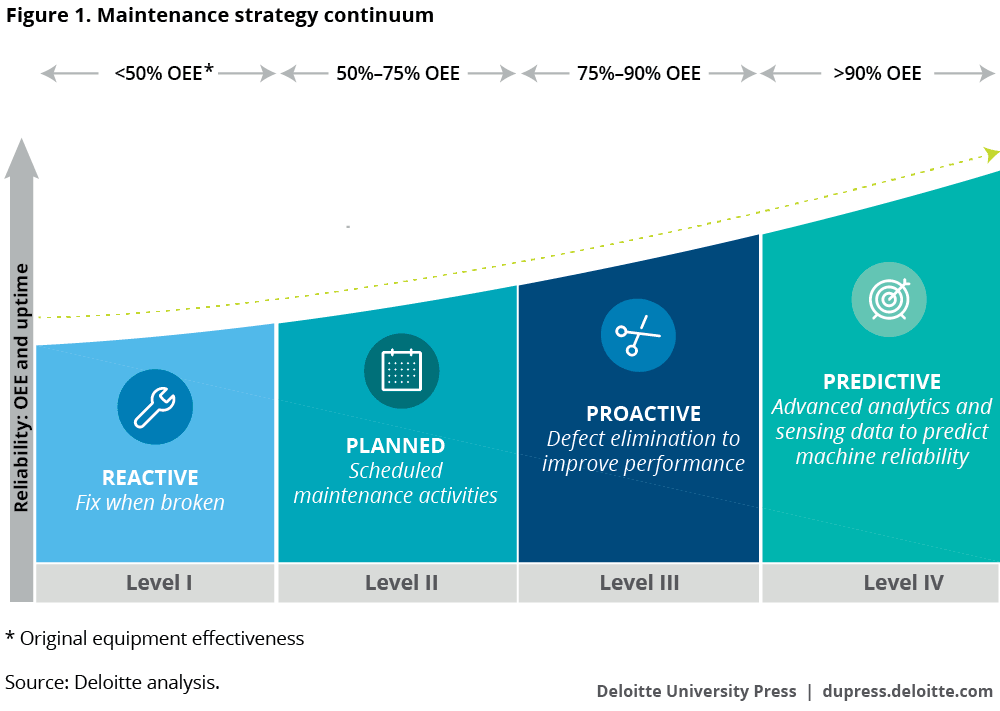 Figure 1. Maintenance strategy continuum
<50% OEE*
50%–75% OEE
75%–90% OEE
>90% OEE
Reliability: OEE and uptime
REACTIVE
Fix when broken
PLANNED
Scheduled
maintenance activities
PROACTIVE
Defect elimination to
improve performance
PREDICTIVE
Advanced analytics and
sensing data to predict
machine reliability
Level I
Level II
Level III
Level IV
* Original equipment effectiveness
Source: Deloitte analysis.
Deloitte University Press | dupress.deloitte.com